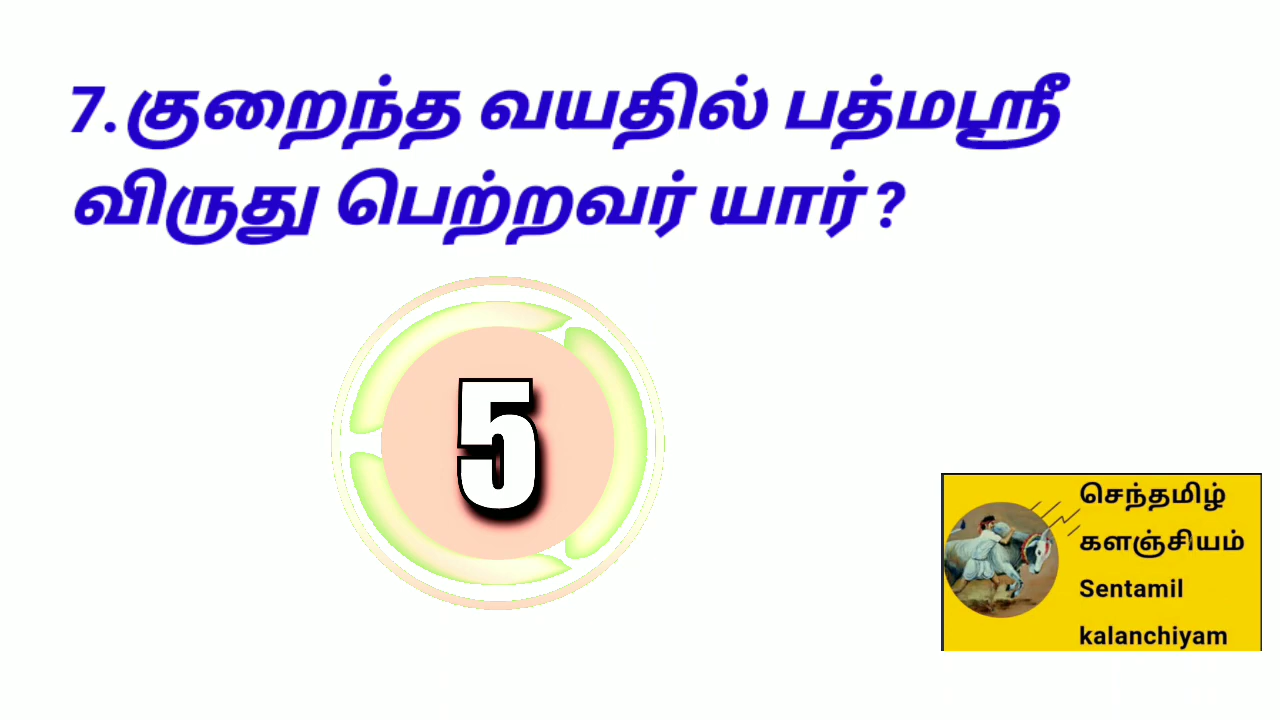 7.குறைந்த வயதில் பத்மஸ்ரீ
விருது பெற்றவர் யார் ?
5
செந்தமிழ்
களஞ்சியம்
Sentamil
kalanchiyam